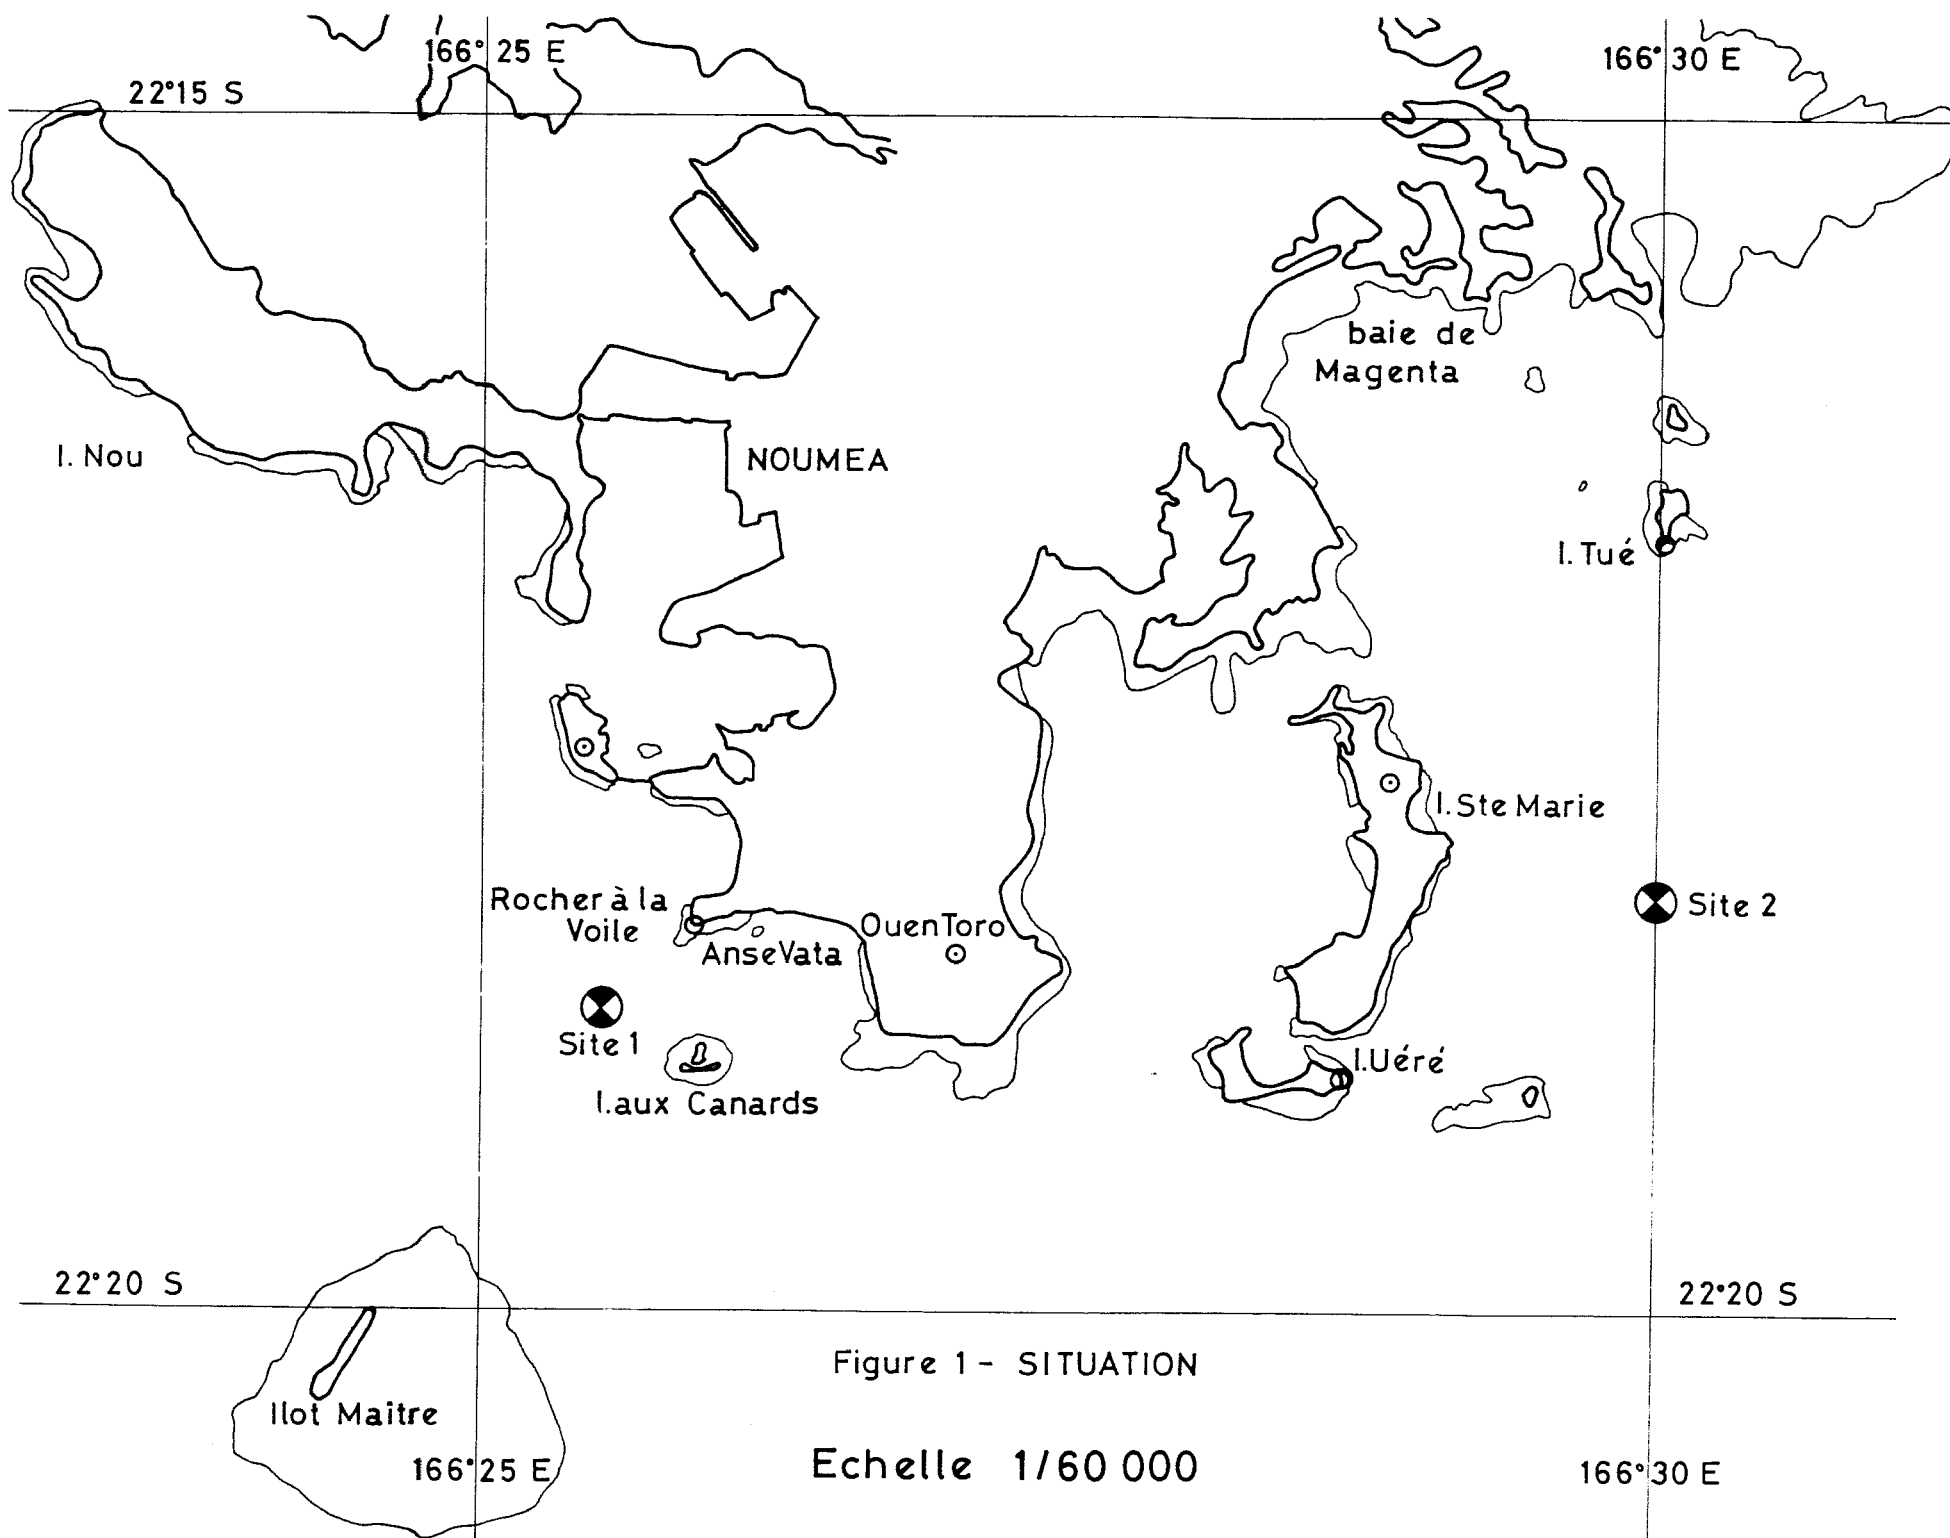 166° 25 E
166° 30 E
22°15 S
baie de
Magenta
I. Nou
NOUMEA
I. Tué
I. Ste Marie
Rocher à la
Voile
Ouen Toro
Site 2
Anse Vata
Site 1
I. Uéré
I. aux Canards
22°20 S
22°20 S
Figure 1 - SITUATION
Ilot Maitre
166°25 E
Echelle 1/60 000
166°30 E